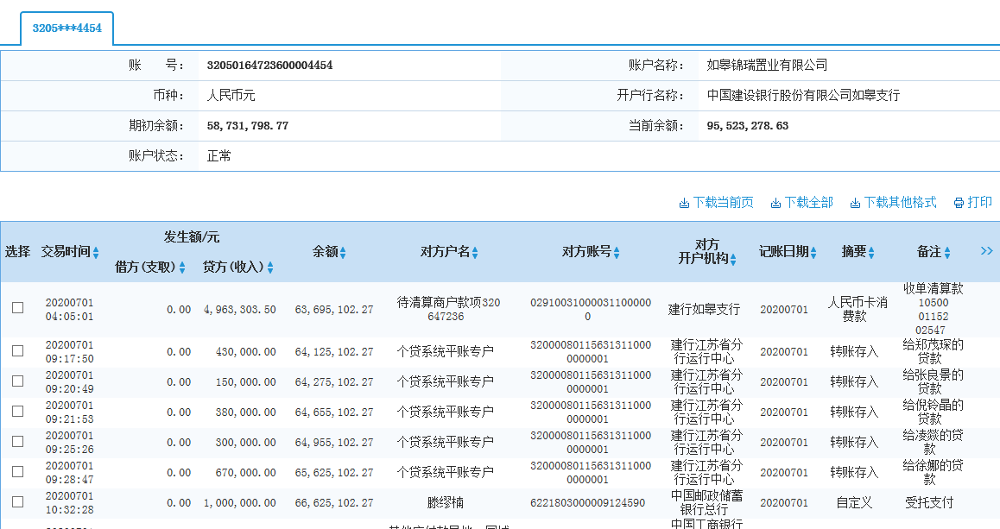 3205***4454
账 号： 32050164723600004454 账户名称： 如皋锦瑞置业有限公司
币种： 人民币元 开户行名称： 中国建设银行股份有限公司如皋支行
期初余额： 58,731,798.77 当前余额： 95,523,278.63
账户状态： 正常
下载当前页 下载全部 下载其他格式 打印
选择 交易时间 发生额/元 借方(支取) 贷方(收入) 余额 对方户名 对方账号 对方
开户机构 记账日期 摘要 备注 >>
20200701
04:05:01
0.00 4,963,303.50 63,695,102.27
待清算商户款项320
647236
02910031000031100000
0
建行如皋支行 20200701
人民币卡消
费款
收单清算款
10500
01152
02547
20200701
09:17:50
0.00 430,000.00 64,125,102.27 个贷系统平账专户
32000080115631311000
0000001
建行江苏省分
行运行中心
20200701 转账存入
给郑茂琛的
贷款
20200701
09:20:49
0.00 150,000.00 64,275,102.27 个贷系统平账专户
32000080115631311000
0000001
建行江苏省分
行运行中心
20200701 转账存入
给张良景的
贷款
20200701
09:21:53
0.00 380,000.00 64,655,102.27 个贷系统平账专户
32000080115631311000
0000001
建行江苏省分
行运行中心
20200701 转账存入
给倪铃晶的
贷款
20200701
09:25:26
0.00 300,000.00 64,955,102.27 个贷系统平账专户
32000080115631311000
0000001
建行江苏省分
行运行中心
20200701 转账存入
给凌燚的贷
款
20200701
09:28:47
0.00 670,000.00 65,625,102.27 个贷系统平账专户
32000080115631311000
0000001
建行江苏省分
行运行中心
20200701 转账存入
给徐娜的贷
款
20200701
10:32:28
0.00 1,000,000.00 66,625,102.27 滕缪楠 6221803000009124590
中国邮政储蓄
银行总行
20200701 自定义 受托支付
中国工商银行